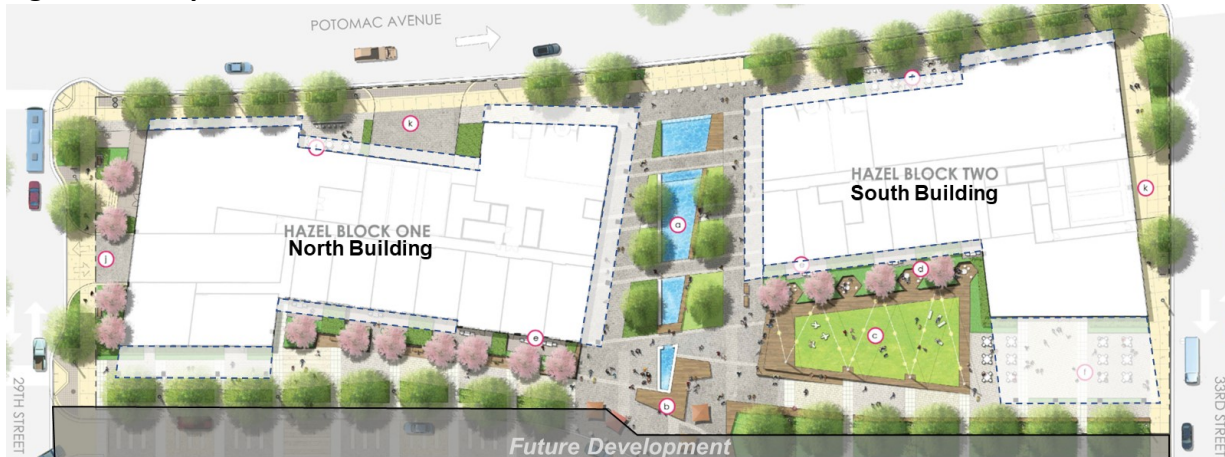 POTOMAC AVENUE
k
HAZEL BLOCK ONE
North Building
HAZEL BLOCK TWO
South Building
k
a
j
d
c
e
b
29TH STREET
33RD STREET
Future Development